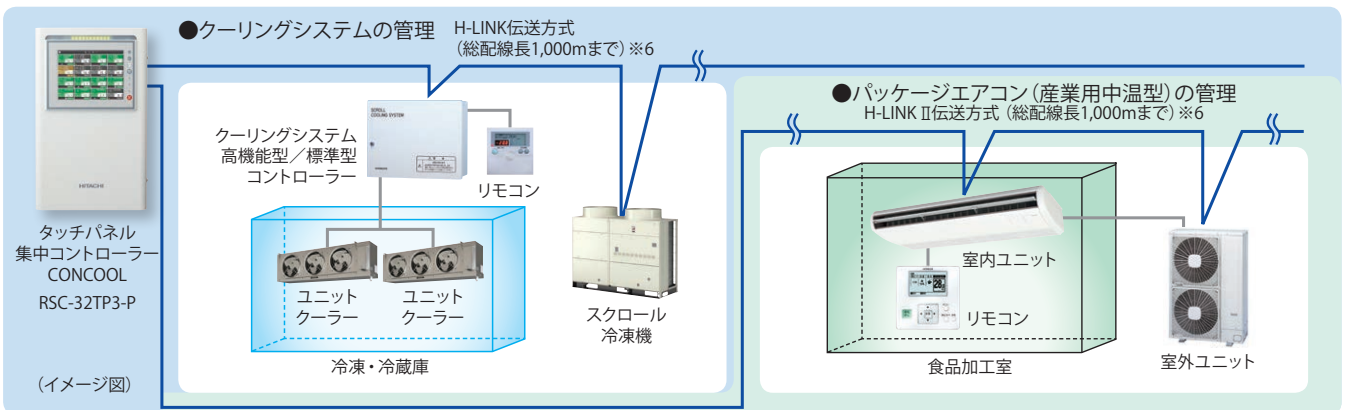 ●クーリングシステムの管理
H-LINK伝送方式
(総配線長1,000mまで)※6
SCROLL
COOLING SYSTEM
クーリングシステム
高機能型/標準型
コントローラー
リモコン
HITACHI
タッチパネル
集中コントローラー
CONCOOL
RSC-32TP3-P
(イメージ図)
ユニット
クーラー
ユニット
クーラー
冷凍・冷蔵庫
スクロール
冷凍機
●パッケージエアコン(産業用中温型)の管理
H-LINK Ⅱ伝送方式(総配線長1,000mまで)※6
室内ユニット
28
リモコン
食品加工室
室外ユニット